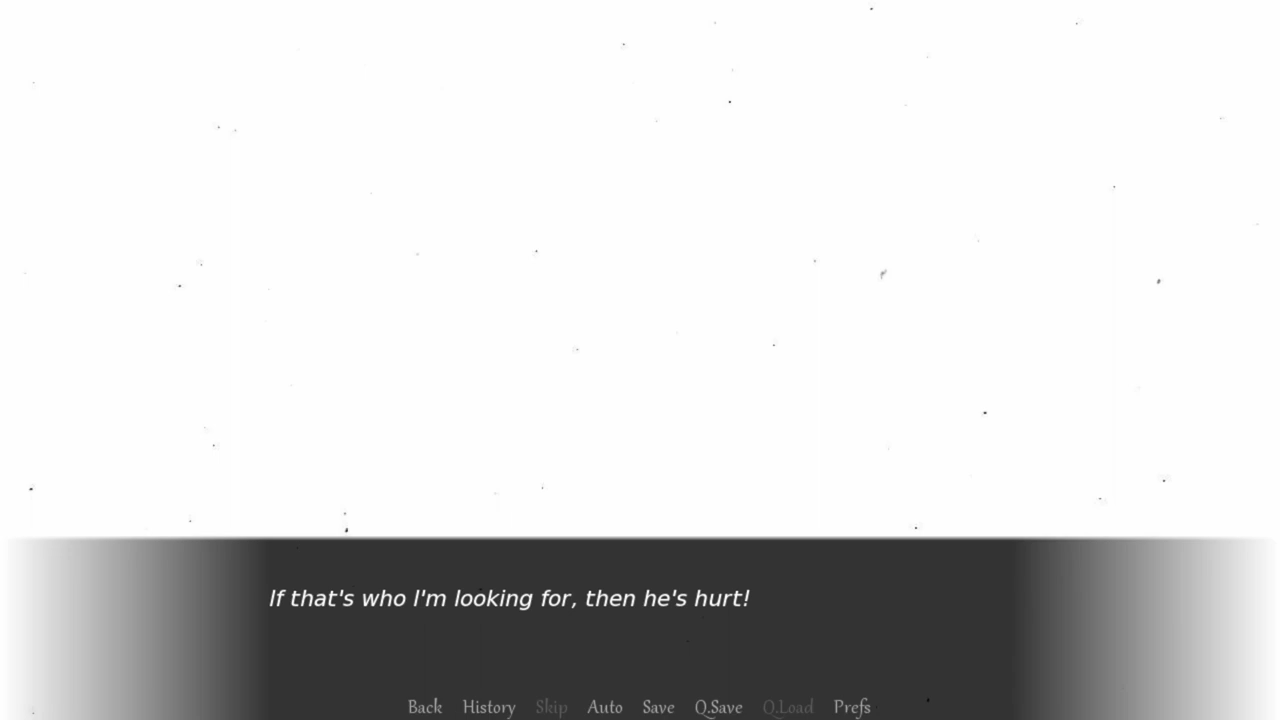 If that's who I'm looking for, then he's hurt!
Back History Skip Auto Save Q.Save Q.Load Prefs